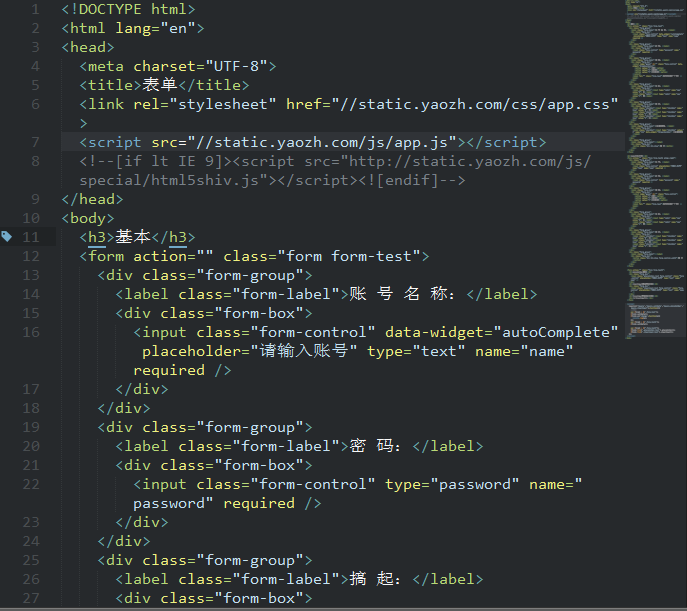 1 <!DOCTYPE html>
2 <html lang="en">
3 <head>
4 <meta charset="UTF-8">
5 <title>表单</title>
6 <link rel="stylesheet" href="//static.yaozh.com/css/app.css"
>
7 <script src="//static.yaozh.com/js/app.js"></script>
8 <!--[if lt IE 9]><script src="http://static.yaozh.com/js/
special/html5shiv.js"></script><![endif]-->
9 </head>
10 <body>
11 <h3>基本</h3>
12 <form action="" class="form form-test">
13 <div class="form-group">
14 <label class="form-label">账 号 名 称：</label>
15 <div class="form-box">
16 <input class="form-control" data-widget="autoComplete"
placeholder="请输入账号" type="text" name="name"
required />
17 </div>
18 </div>
19 <div class="form-group">
20 <label class="form-label">密 码：</label>
21 <div class="form-box">
22 <input class="form-control" type="password" name="
password" required />
23 </div>
24 </div>
25 <div class="form-group">
26 <label class="form-label">搞 起：</label>
27 <div class="form-box">